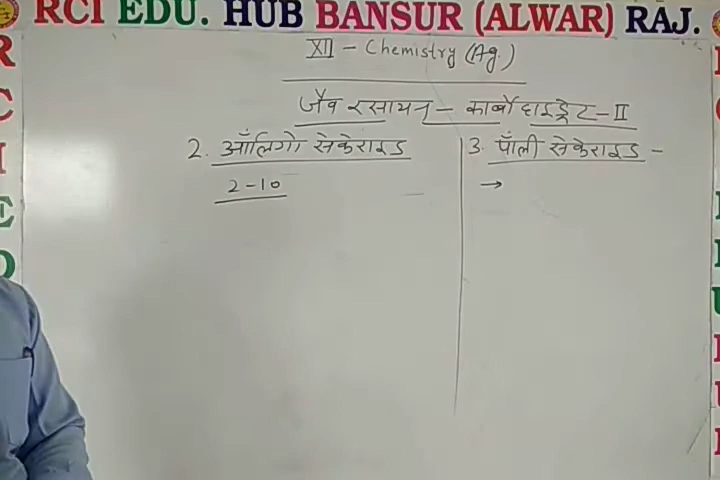 RCI EDU. HUB BANSUR (ALWAR) RAJ.
XII - Chemistry (Ag.)
जैव रसायन - कार्बोहाइड्रेट - II
2. ऑलिगो सेकेराइड
2-10
3. पॉली सेकेराइड -
→